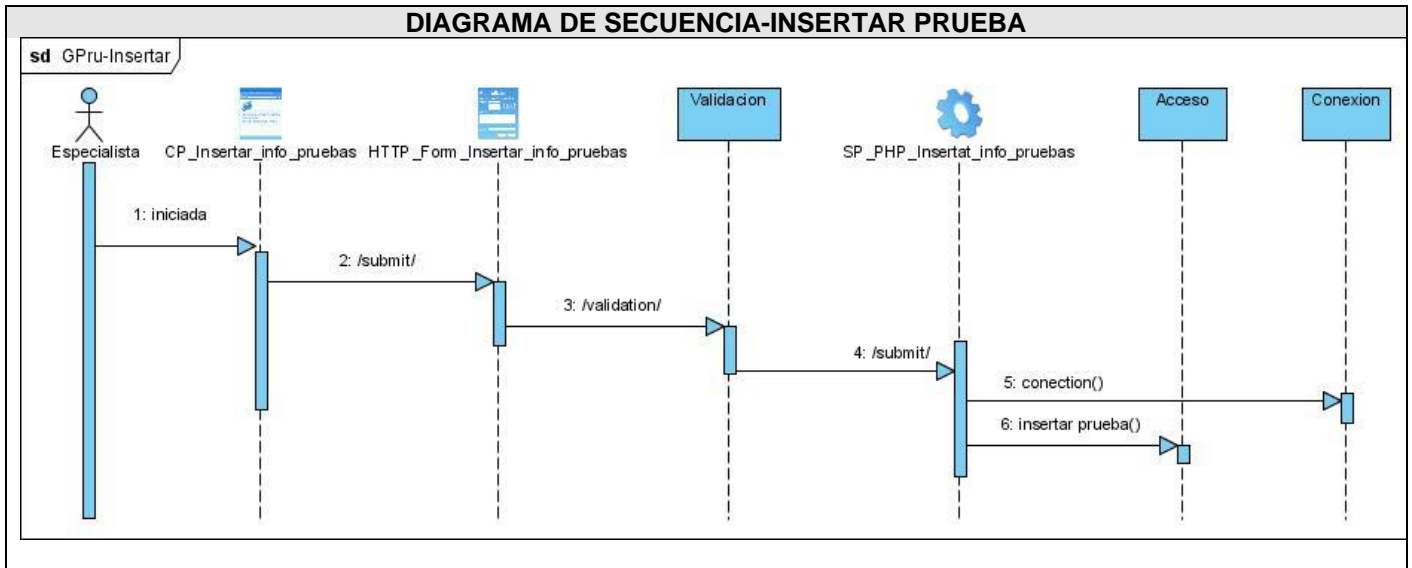 DIAGRAMA DE SECUENCIA-INSERTAR PRUEBA
sd GPru-Insertar
Validacion
Acceso
Conexion
Especialista
CP_Insertar_info_pruebas
HTTP_Form_Insertar_info_pruebas
SP_PHP_Insertat_info_pruebas
1: iniciada
2: /submit/
3: /validation/
4: /submit/
5: conection()
6: insertar prueba()